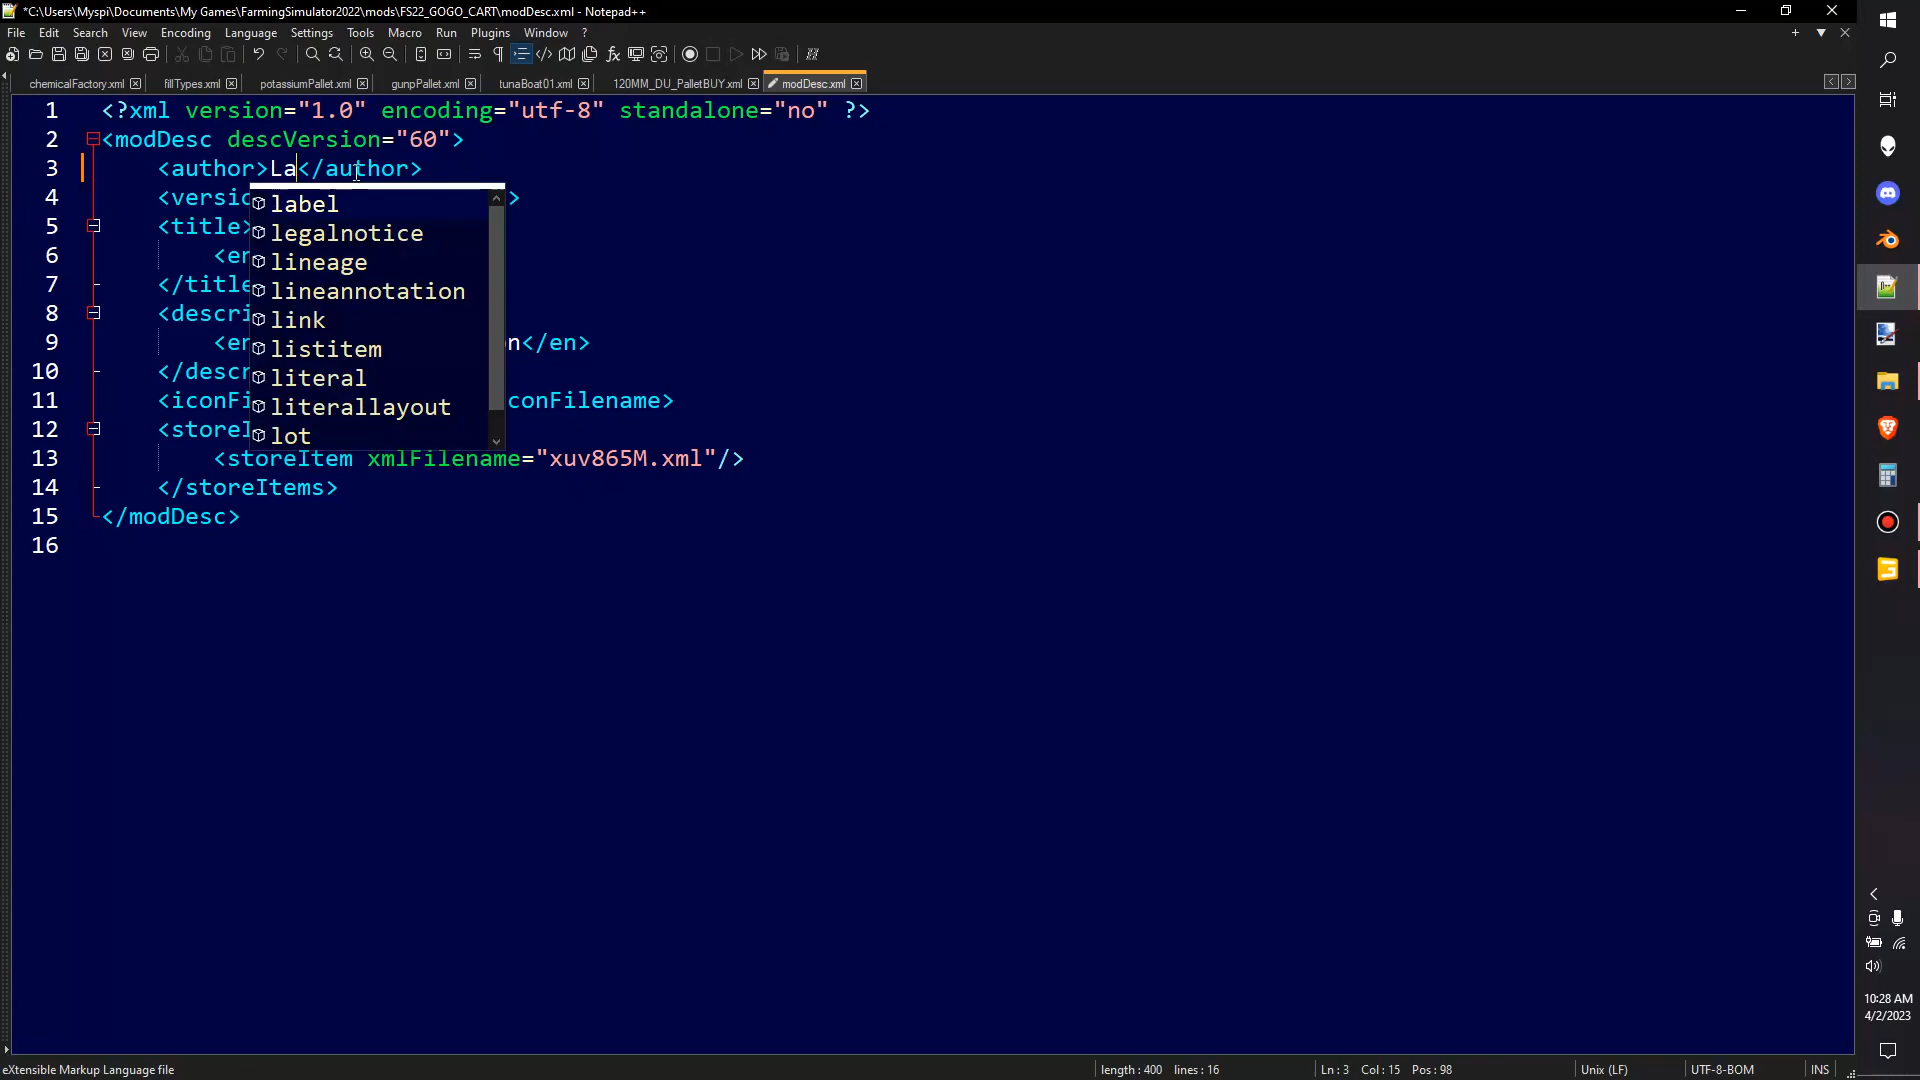 *C:\Users\Myspi\Documents\My Games\FarmingSimulator2022\mods\FS22_GOGO_CART\modDesc.xml - Notepad++
File Edit Search View Encoding Language Settings Tools Macro Run Plugins Window ?
chemicalFactory.xml fillTypes.xml potassiumPallet.xml gunpPallet.xml tunaBoat01.xml 120MM_DU_PalletBUY.xml modDesc.xml
1 <?xml version="1.0" encoding="utf-8" standalone="no" ?>
2 <modDesc descVersion="60">
3 <author>La</author>
4 <versio >
label
5 <title>
legalnotice
6 <en
lineage
7 </title
lineannotation
8 <descri
link
9 <en n</en>
listitem
10 </descr
literal
11 <iconFi conFilename>
literallayout
12 <storeI
lot
13 <storeItem xmlFilename="xuv865M.xml"/>
14 </storeItems>
15 </modDesc>
16
10:28 AM
4/2/2023
eXtensible Markup Language file length : 400 lines : 16 Ln : 3 Col : 15 Pos : 98 Unix (LF) UTF-8-BOM INS